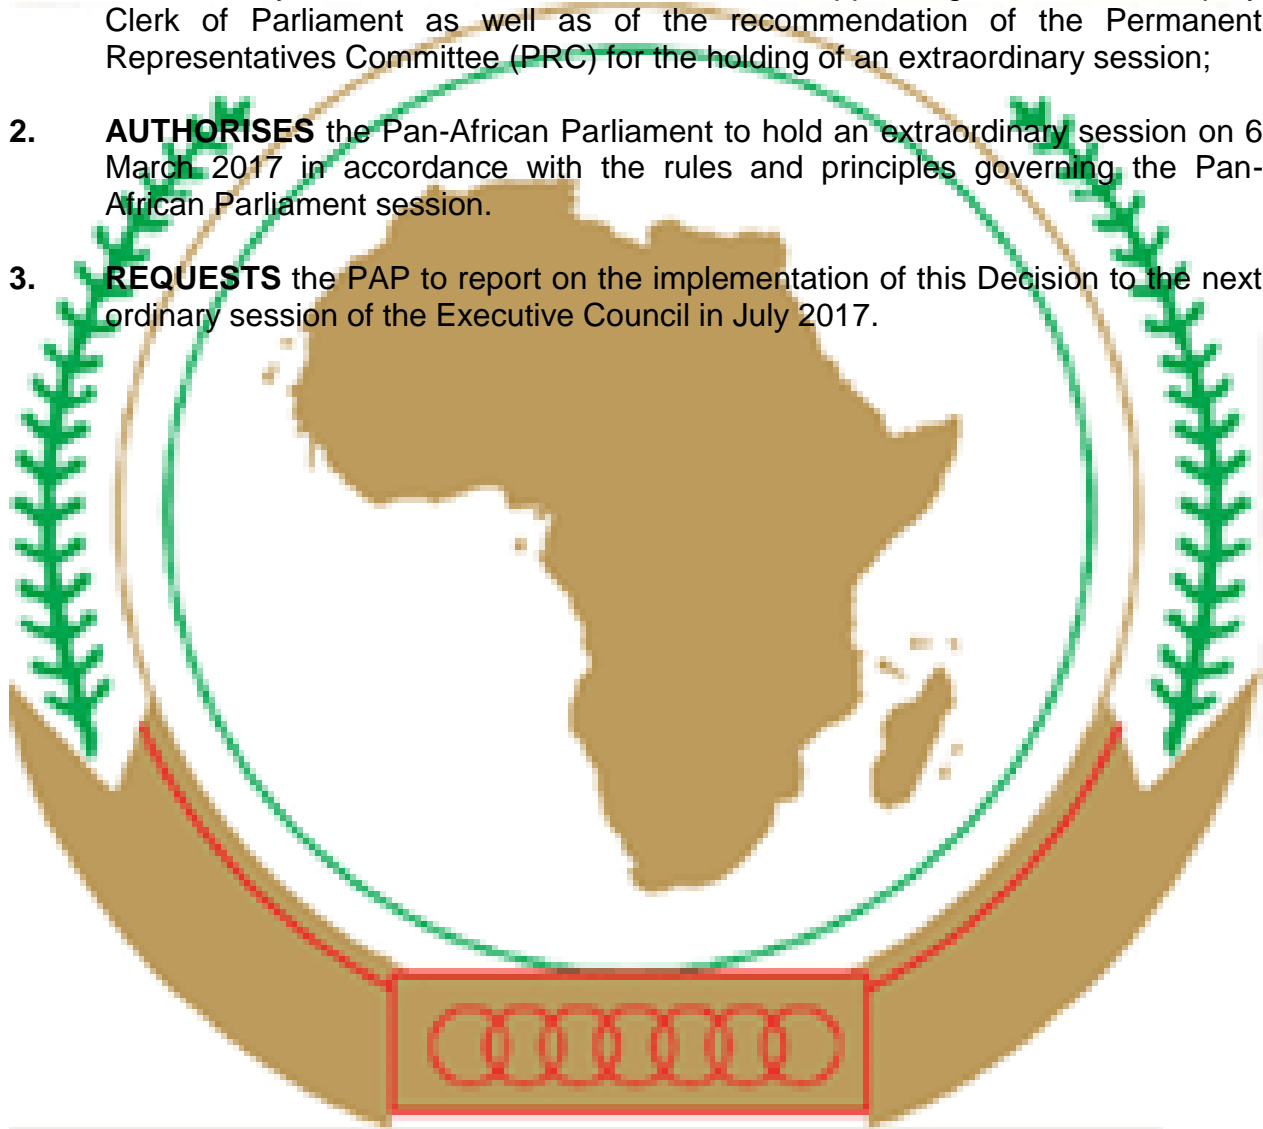 Clerk of Parliament as well as of the recommendation of the Permanent
Representatives Committee (PRC) for the holding of an extraordinary session;
2. AUTHORISES the Pan-African Parliament to hold an extraordinary session on 6
March 2017 in accordance with the rules and principles governing the Pan-
African Parliament session.
3. REQUESTS the PAP to report on the implementation of this Decision to the next
ordinary session of the Executive Council in July 2017.